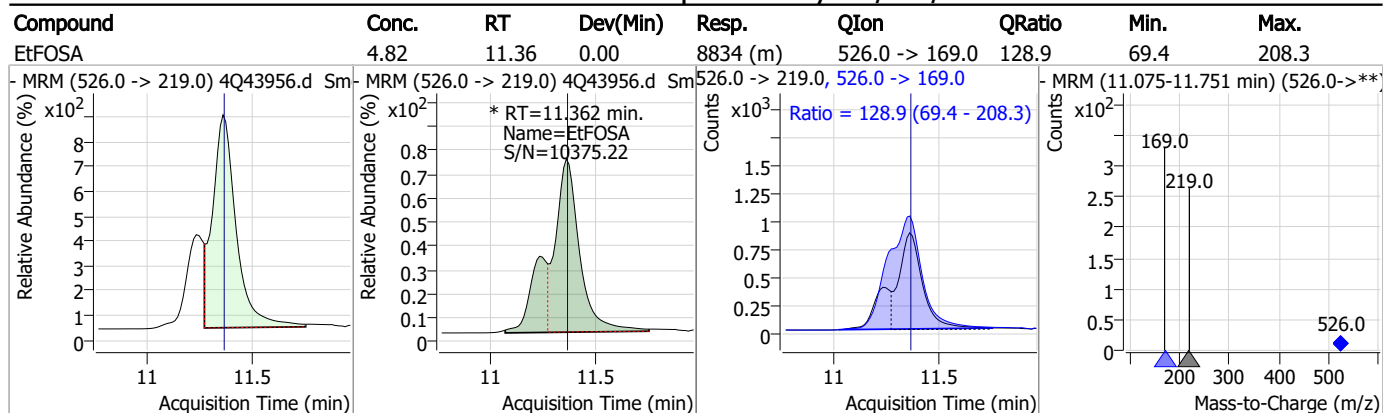 Compound Conc. RT Dev(Min) Resp. QIon QRatio Min. Max.
EtFOSA 4.82 11.36 0.00 8834 (m) 526.0 -> 169.0 128.9 69.4 208.3
- MRM (526.0 -> 219.0) 4Q43956.d Sm
Relative Abundance (%)
x10²
8
7
6
5
4
3
2
1
0
11 11.5
Acquisition Time (min)
- MRM (526.0 -> 219.0) 4Q43956.d Sm
Relative Abundance (%)
x10²
* RT=11.362 min.
Name=EtFOSA
S/N=10375.22
0.8
0.7
0.6
0.5
0.4
0.3
0.2
0.1
0
11 11.5
Acquisition Time (min)
526.0 -> 219.0, 526.0 -> 169.0
Counts
x10³
Ratio = 128.9 (69.4 - 208.3)
1.5
1.25
1
0.75
0.5
0.25
0
11 11.5
Acquisition Time (min)
- MRM (11.075-11.751 min) (526.0->**)
Counts
x10²
169.0
219.0
526.0
3
2.5
2
1.5
1
0.5
0
200 300 400 500
Mass-to-Charge (m/z)